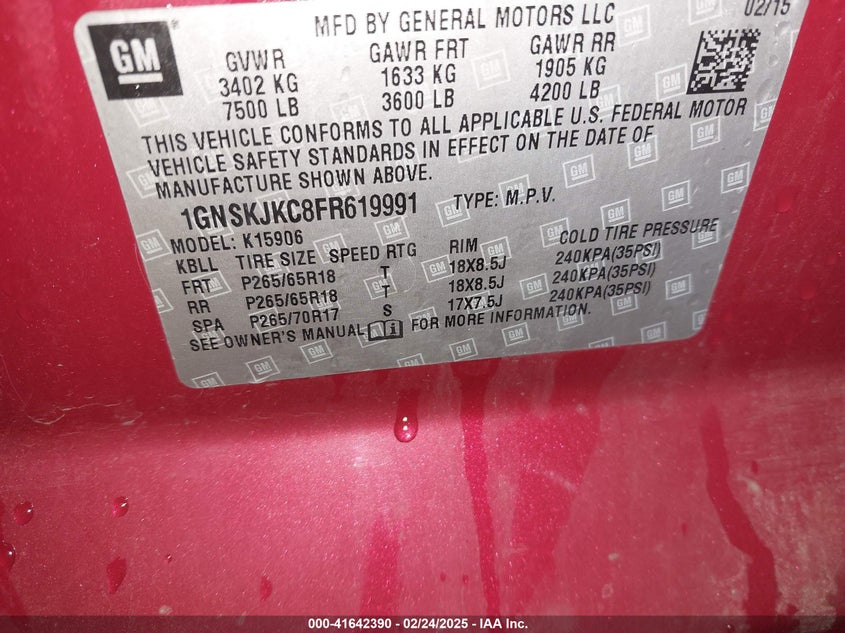 MFD BY GENERAL MOTORS LLC
02/15
GM
GVWR GAWR FRT GAWR RR
3402 KG 1633 KG 1905 KG
7500 LB 3600 LB 4200 LB
THIS VEHICLE CONFORMS TO ALL APPLICABLE U.S. FEDERAL MOTOR
VEHICLE SAFETY STANDARDS IN EFFECT ON THE DATE OF
MANUFACTURE SHOWN ABOVE.
1GNSKJKC8FR619991 TYPE: M.P.V.
MODEL: K15906
KBLL TIRE SIZE SPEED RTG RIM COLD TIRE PRESSURE
FRT P265/65R18 T 18X8.5J 240KPA(35PSI)
RR P265/65R18 T 18X8.5J 240KPA(35PSI)
SPA P265/70R17 S 17X7.5J 240KPA(35PSI)
SEE OWNER'S MANUAL FOR MORE INFORMATION.
000-41642390 - 02/24/2025 - IAA Inc.